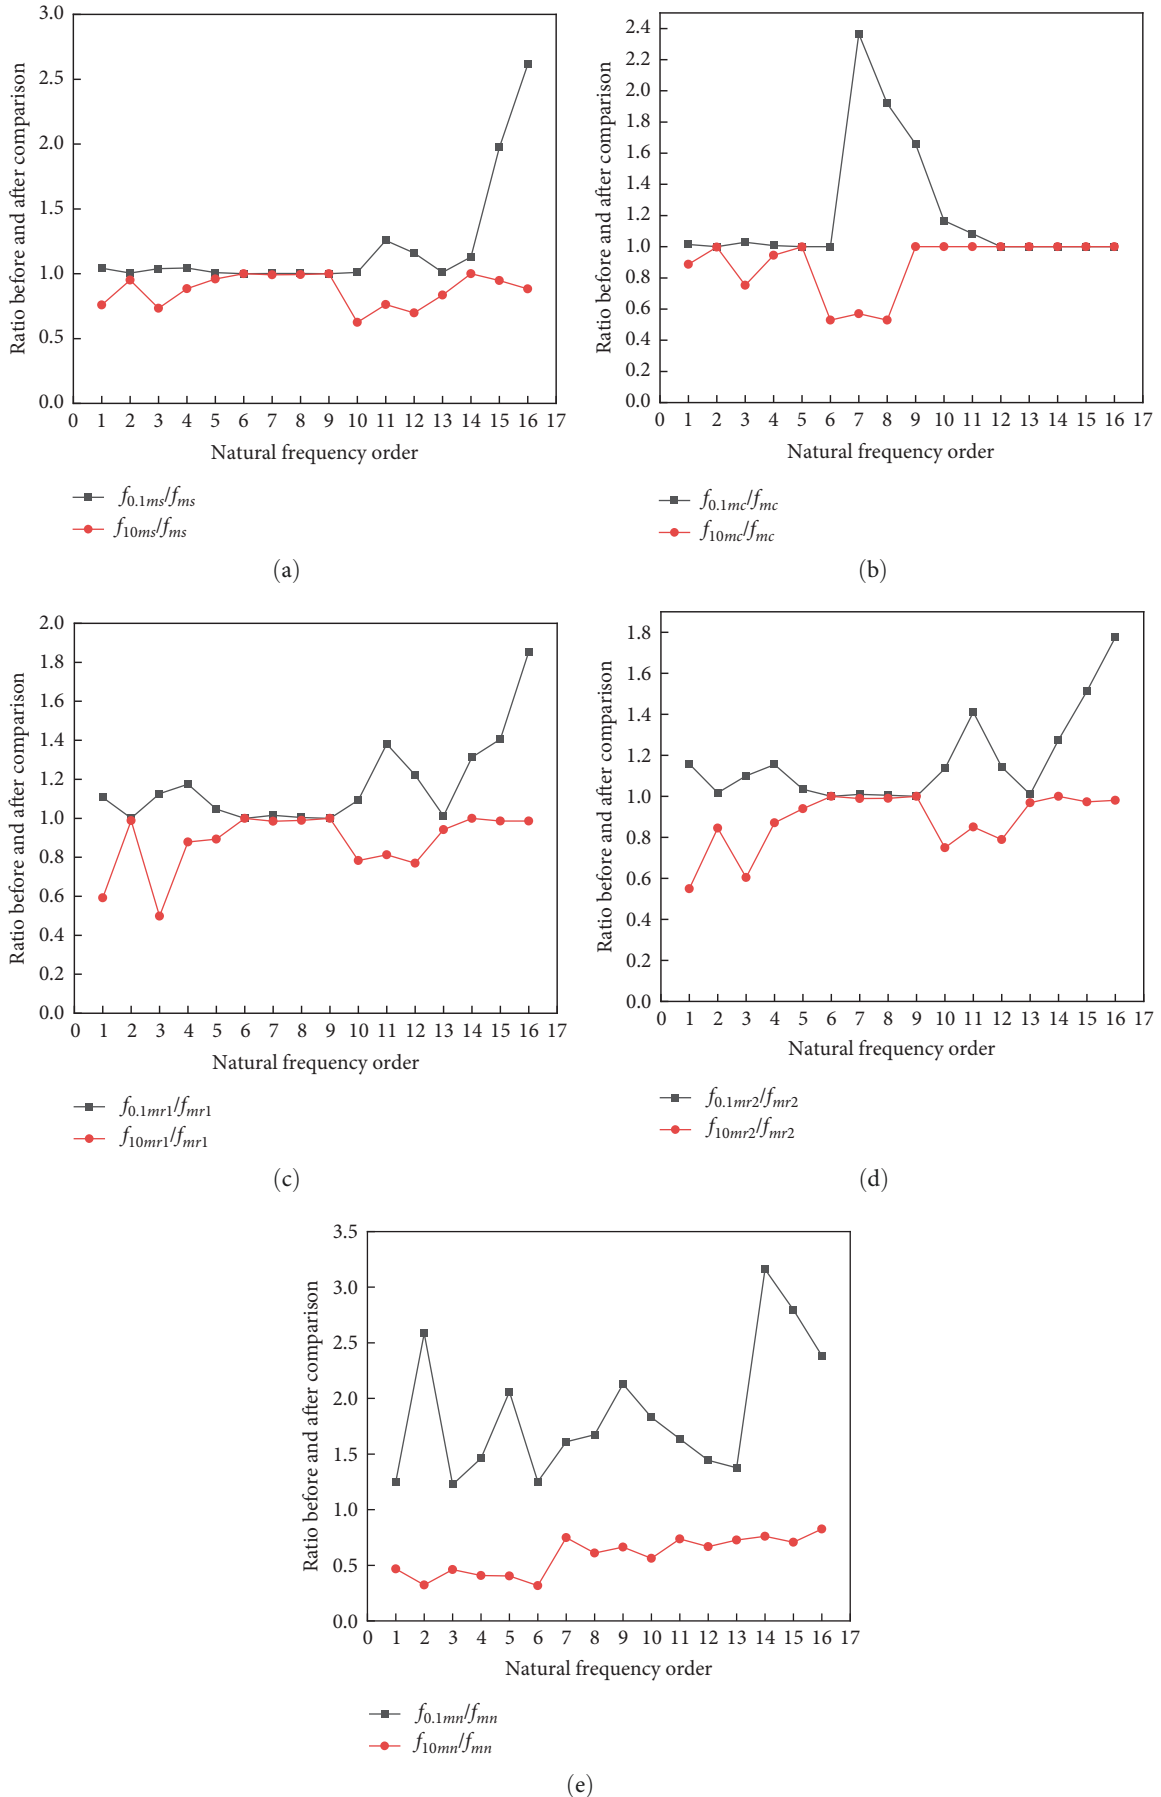 Ratio before and after comparison
3.0
2.5
2.0
1.5
1.0
0.5
0.0
0 1 2 3 4 5 6 7 8 9 10 11 12 13 14 15 16 17
Natural frequency order
f0.1ms/fms
f10ms/fms
(a)
Ratio before and after comparison
2.4
2.2
2.0
1.8
1.6
1.4
1.2
1.0
0.8
0.6
0.4
0.2
0.0
0 1 2 3 4 5 6 7 8 9 10 11 12 13 14 15 16 17
Natural frequency order
f0.1mc/fmc
f10mc/fmc
(b)
Ratio before and after comparison
2.0
1.8
1.6
1.4
1.2
1.0
0.8
0.6
0.4
0.2
0.0
0 1 2 3 4 5 6 7 8 9 10 11 12 13 14 15 16 17
Natural frequency order
f0.1mr1/fmr1
f10mr1/fmr1
(c)
Ratio before and after comparison
1.8
1.6
1.4
1.2
1.0
0.8
0.6
0.4
0.2
0.0
0 1 2 3 4 5 6 7 8 9 10 11 12 13 14 15 16 17
Natural frequency order
f0.1mr2/fmr2
f10mr2/fmr2
(d)
Ratio before and after comparison
3.5
3.0
2.5
2.0
1.5
1.0
0.5
0.0
0 1 2 3 4 5 6 7 8 9 10 11 12 13 14 15 16 17
Natural frequency order
f0.1mn/fmn
f10mn/fmn
(e)